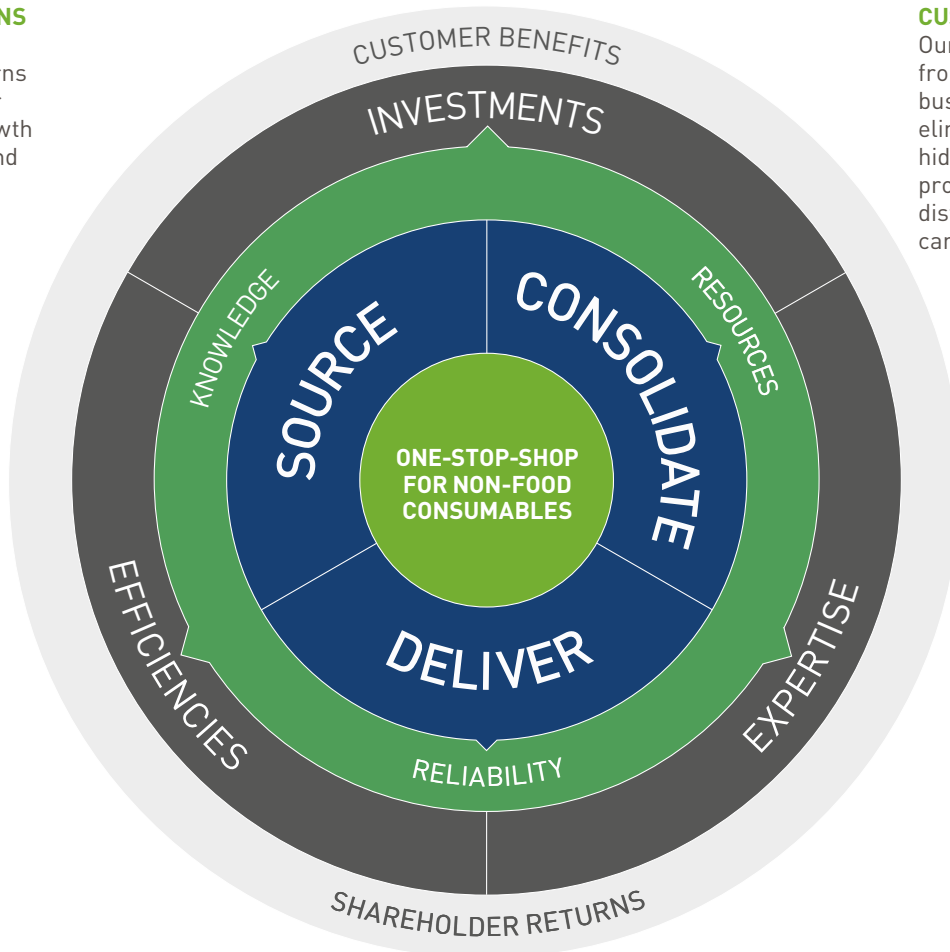 CUSTOMER BENEFITS
INVESTMENTS
KNOWLEDGE
RESOURCES
SOURCE
CONSOLIDATE
ONE-STOP-SHOP
FOR NON-FOOD
CONSUMABLES
DELIVER
RELIABILITY
EFFICIENCIES
EXPERTISE
SHAREHOLDER RETURNS